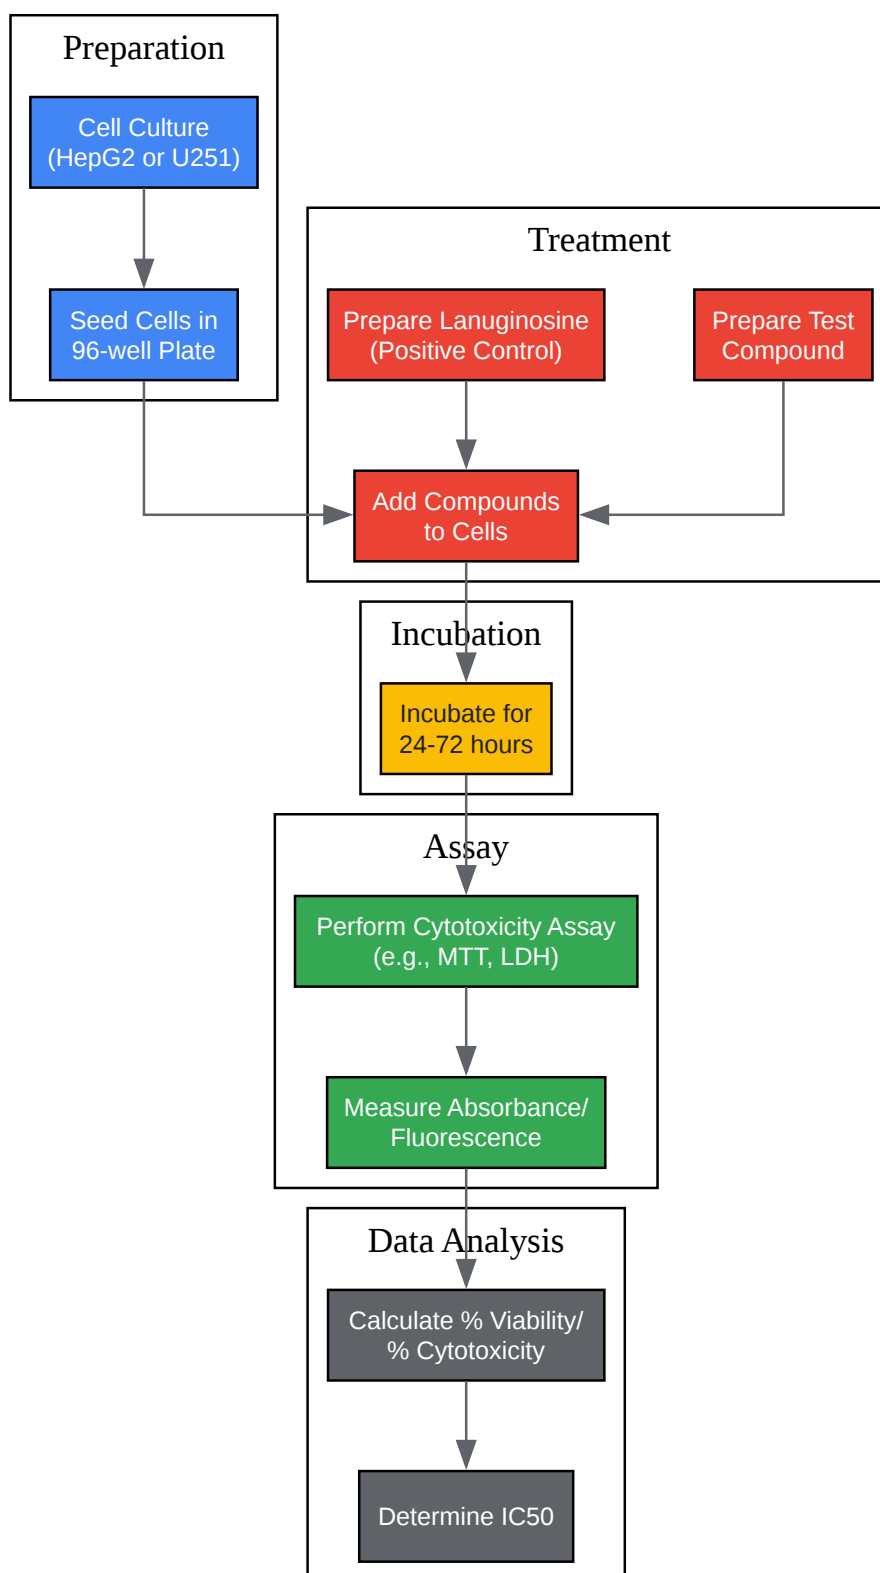 Preparation
Cell Culture
(HepG2 or U251)
Seed Cells in
96-well Plate
Treatment
Prepare Lanuginosine
(Positive Control)
Prepare Test
Compound
Add Compounds
to Cells
Incubation
Incubate for
24-72 hours
Assay
Perform Cytotoxicity Assay
(e.g., MTT, LDH)
Measure Absorbance/
Fluorescence
Data Analysis
Calculate % Viability/
% Cytotoxicity
Determine IC50